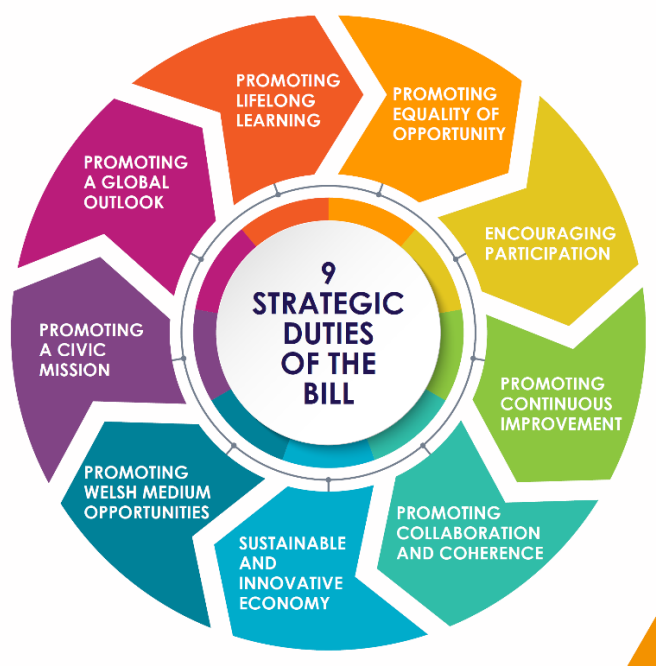 9
STRATEGIC
DUTIES
OF THE
BILL
PROMOTING
LIFELONG
LEARNING
PROMOTING
EQUALITY OF
OPPORTUNITY
ENCOURAGING
PARTICIPATION
PROMOTING
CONTINUOUS
IMPROVEMENT
PROMOTING
COLLABORATION
AND COHERENCE
SUSTAINABLE
AND
INNOVATIVE
ECONOMY
PROMOTING
WELSH MEDIUM
OPPORTUNITIES
PROMOTING
A CIVIC
MISSION
PROMOTING
A GLOBAL
OUTLOOK